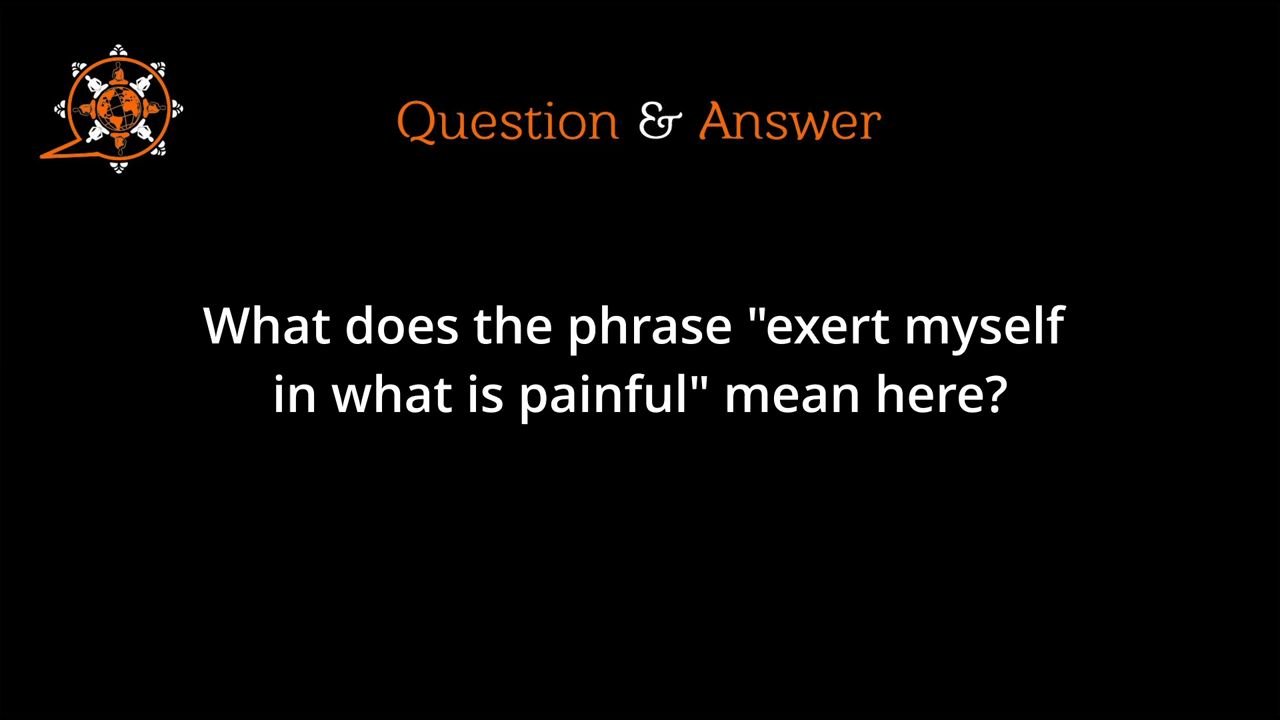 Question & Answer
What does the phrase "exert myself
in what is painful" mean here?